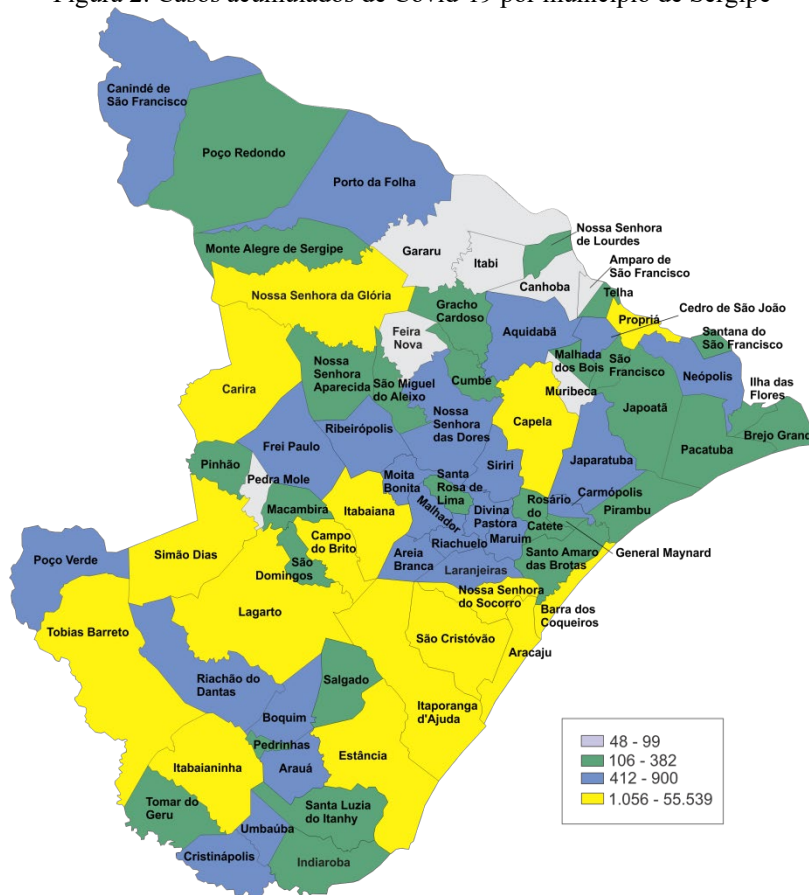 Figura 2. Casos acumulados de Covid-19 por município de Sergipe
Canindé de
São Francisco
Poço Redondo
Porto da Folha
Nossa Senhora
de Lourdes
Monte Alegre de Sergipe
Gararu
Itabi
Amparo de
São Francisco
Canhoba
Telha
Nossa Senhora da Glória
Gracho
Cardoso
Cedro de São João
Propriá
Aquidabã
Santana do
São Francisco
Feira
Nova
Malhada
dos Bois
São
Francisco
Neópolis
Nossa
Senhora
Aparecida
São Miguel
do Aleixo
Cumbe
Muribeca
Ilha das
Flores
Carira
Japoatã
Capela
Nossa
Senhora
das Dores
Ribeirópolis
Brejo Grand
Pacatuba
Frei Paulo
Siriri
Japaratuba
Pinhão
Pedra Mole
Moita
Bonita
Santa
Rosa de
Lima
Carmópolis
Macambira
Itabaiana
Malhador
Divina
Pastora
Rosário
do
Catete
Pirambu
Campo
do Brito
Riachuelo
Maruim
General Maynard
Simão Dias
Areia
Branca
Santo Amaro
das Brotas
Poço Verde
São
Domingos
Laranjeiras
Nossa Senhora
do Socorro
Barra dos
Coqueiros
Lagarto
Tobias Barreto
São Cristóvão
Aracaju
Riachão do
Dantas
Salgado
Itaporanga
d'Ajuda
Boquim
Pedrinhas
Estância
Itabaianinha
Arauá
Tomar do
Geru
Santa Luzia
do Itanhy
Umbaúba
Cristinápolis
Indiaroba
48 - 99
106 - 382
412 - 900
1.056 - 55.539